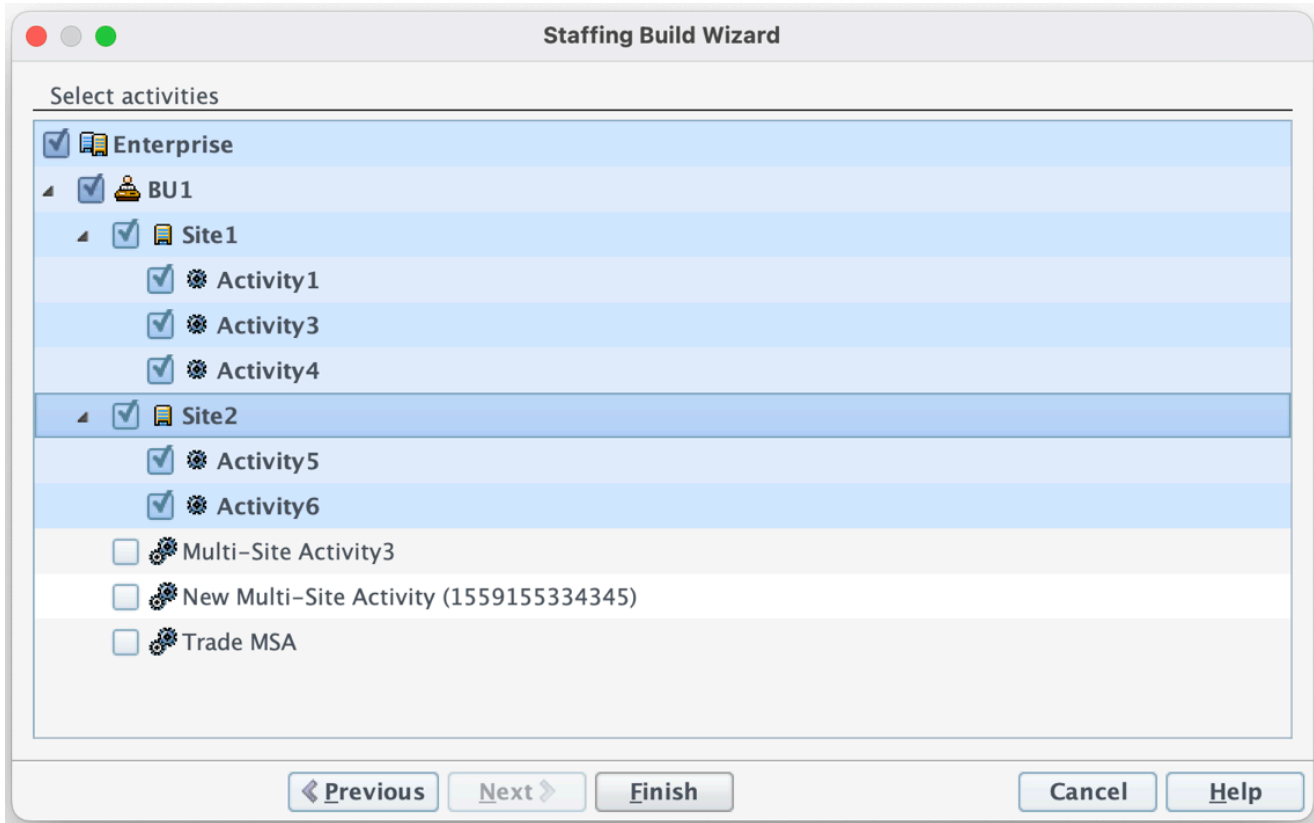 Staffing Build Wizard
Select activities
Enterprise
BU1
Site1
Activity1
Activity3
Activity4
Site2
Activity5
Activity6
Multi-Site Activity3
New Multi-Site Activity (1559155334345)
Trade MSA
Previous Next Finish Cancel Help